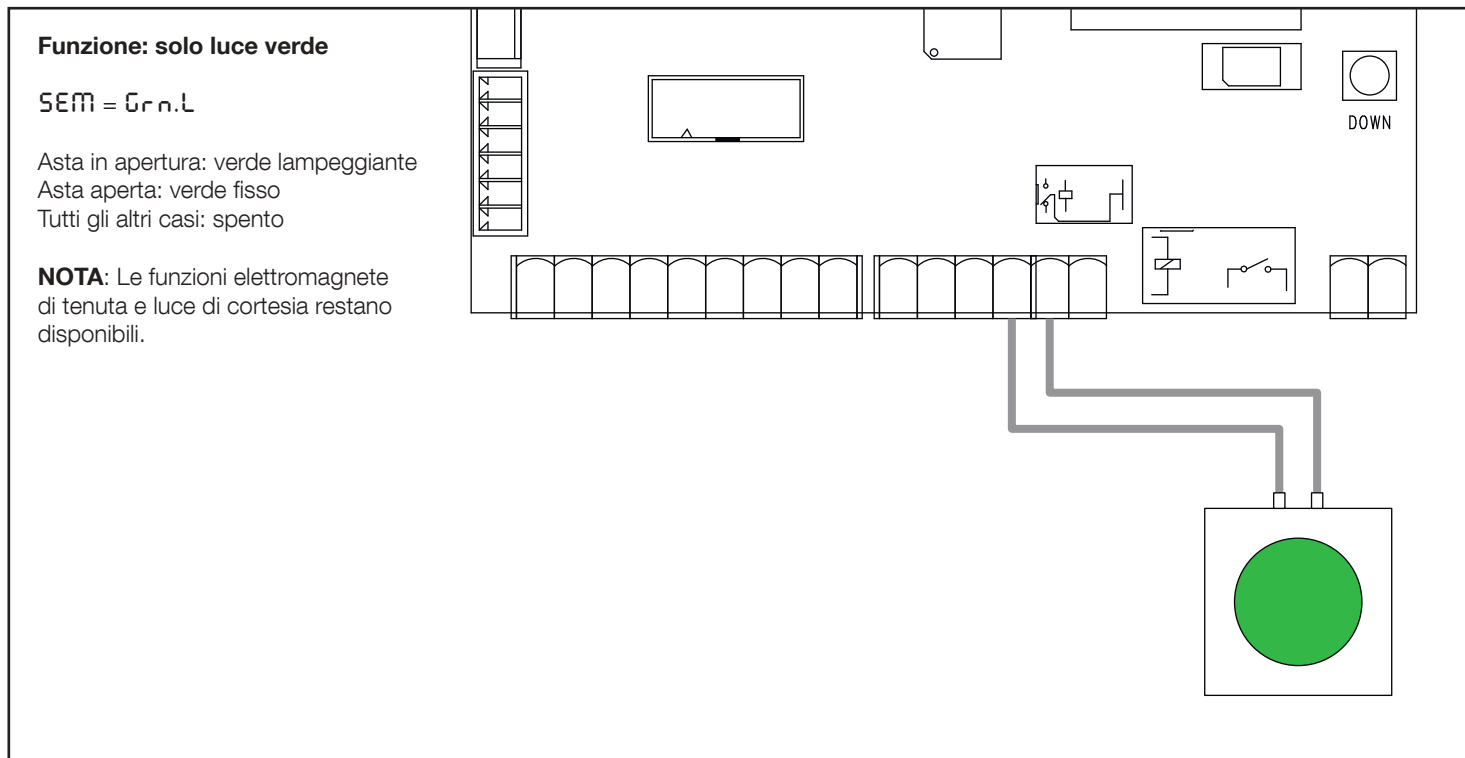 Funzione: solo luce verde
SEM = Grn.L
Asta in apertura: verde lampeggiante
Asta aperta: verde fisso
Tutti gli altri casi: spento
NOTA: Le funzioni elettromagnete
di tenuta e luce di cortesia restano
disponibili.
DOWN